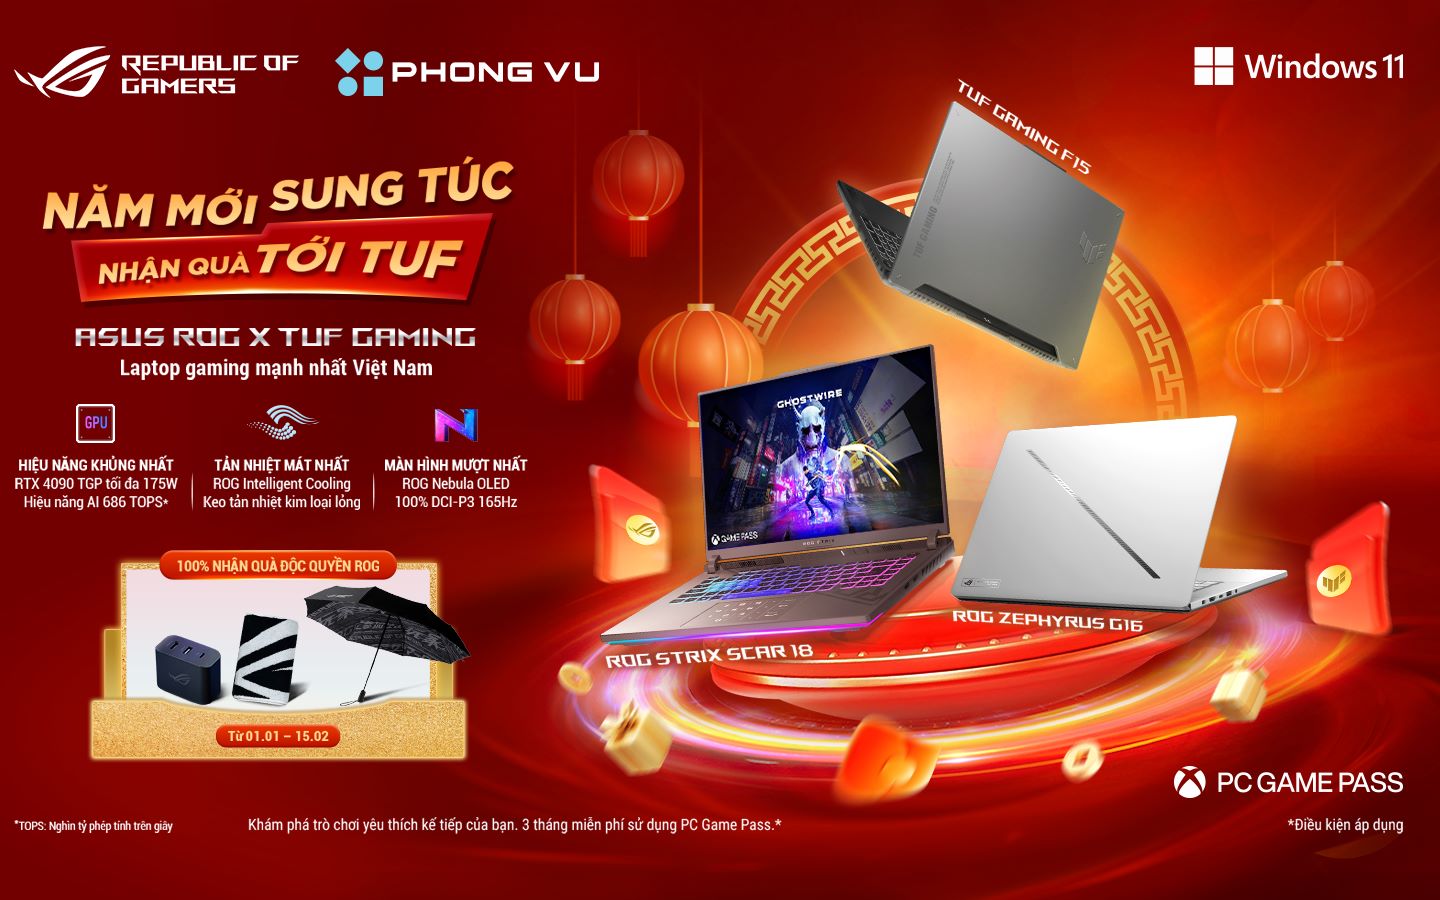 REPUBLIC OF
GAMERS
PHONG VU
Windows 11
NĂM MỚI SUNG TÚC
NHẬN QUÀ TỚI TUF
ASUS ROG X TUF GAMING
Laptop gaming mạnh nhất Việt Nam
GPU
HIỆU NĂNG KHỦNG NHẤT
RTX 4090 TGP tối đa 175W
Hiệu năng AI 686 TOPS*
TẢN NHIỆT MÁT NHẤT
ROG Intelligent Cooling
Keo tản nhiệt kim loại lỏng
MÀN HÌNH MƯỢT NHẤT
ROG Nebula OLED
100% DCI-P3 165Hz
100% NHẬN QUÀ ĐỘC QUYỀN ROG
Từ 01.01 – 15.02
TUF GAMING F15
TUF GAMING
GHOSTWIRE
GAME PASS
ROG STRIX
ROG STRIX SCAR 18
ROG ZEPHYRUS G16
PC GAME PASS
*TOPS: Nghìn tỷ phép tính trên giây
Khám phá trò chơi yêu thích kế tiếp của bạn. 3 tháng miễn phí sử dụng PC Game Pass.*
*Điều kiện áp dụng